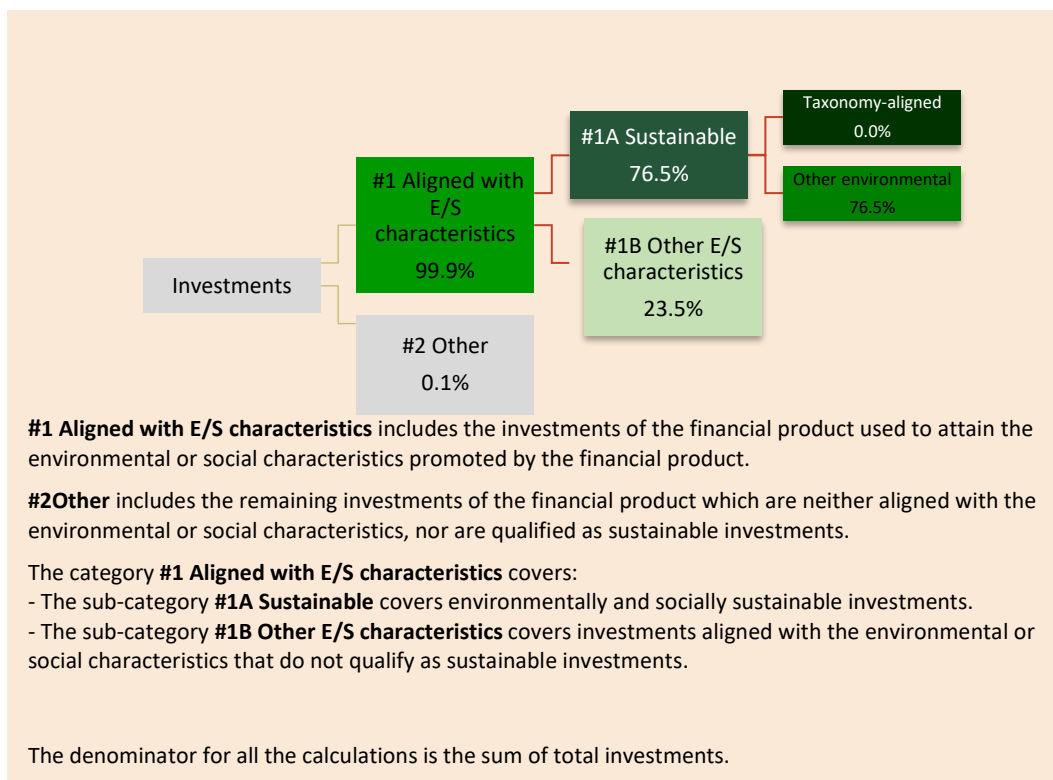 Taxonomy-aligned
0.0%
#1A Sustainable
76.5%
Other environmental
76.5%
#1 Aligned with
E/S
characteristics
99.9%
#1B Other E/S
characteristics
23.5%
Investments
#2 Other
0.1%
#1 Aligned with E/S characteristics includes the investments of the financial product used to attain the
environmental or social characteristics promoted by the financial product.
#2Other includes the remaining investments of the financial product which are neither aligned with the
environmental or social characteristics, nor are qualified as sustainable investments.
The category #1 Aligned with E/S characteristics covers:
- The sub-category #1A Sustainable covers environmentally and socially sustainable investments.
- The sub-category #1B Other E/S characteristics covers investments aligned with the environmental or
social characteristics that do not qualify as sustainable investments.
The denominator for all the calculations is the sum of total investments.